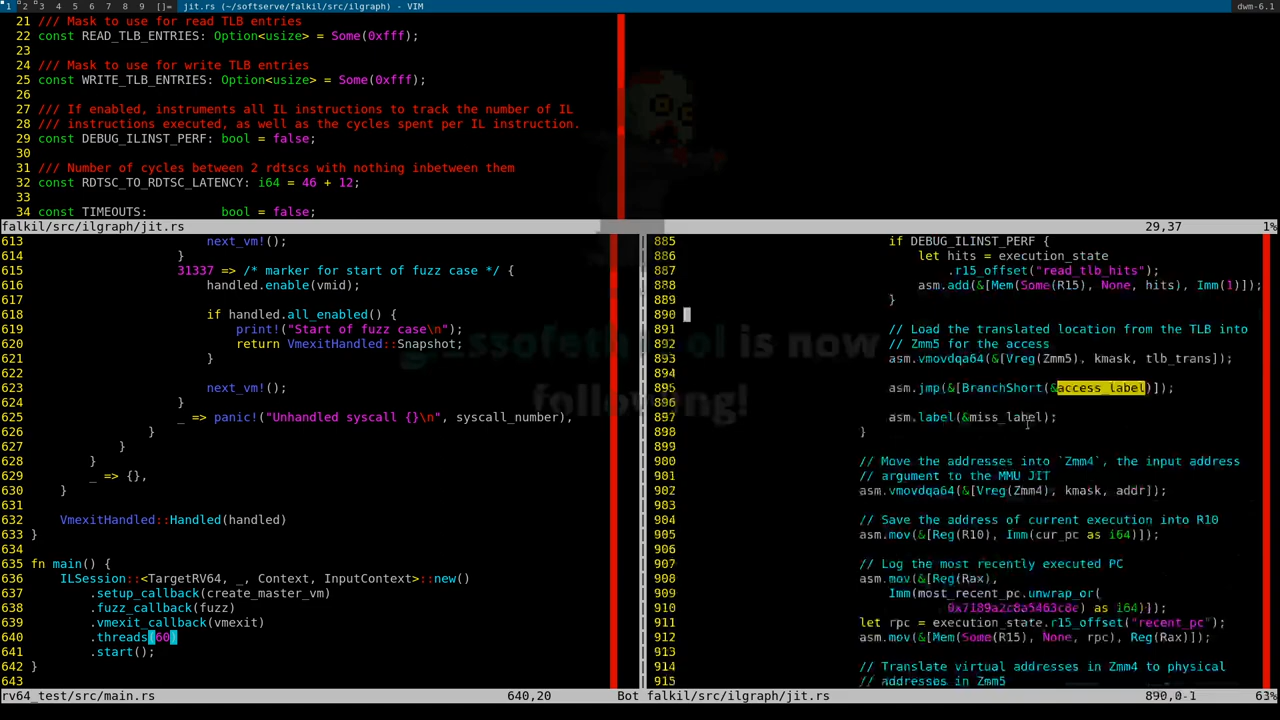 1 2 3 4 5 6 7 8 9 []= jit.rs (~/softserve/falkil/src/ilgraph) - VIM dwm-6.1
21 /// Mask to use for read TLB entries
22 const READ_TLB_ENTRIES: Option<usize> = Some(0xfff);
23
24 /// Mask to use for write TLB entries
25 const WRITE_TLB_ENTRIES: Option<usize> = Some(0xfff);
26
27 /// If enabled, instruments all IL instructions to track the number of IL
28 /// instructions executed, as well as the cycles spent per IL instruction.
29 const DEBUG_ILINST_PERF: bool = false;
30
31 /// Number of cycles between 2 rdtscs with nothing inbetween them
32 const RDTSC_TO_RDTSC_LATENCY: i64 = 46 + 12;
33
34 const TIMEOUTS: bool = false;
falkil/src/ilgraph/jit.rs 29,37 1%
613 next_vm!();
614 }
615 31337 => /* marker for start of fuzz case */ {
616 handled.enable(vmid);
617
618 if handled.all_enabled() {
619 print!("Start of fuzz case\n");
620 return VmexitHandled::Snapshot;
621 }
622
623 next_vm!();
624 }
625 _ => panic!("Unhandled syscall {}\n", syscall_number),
626 }
627 }
628 }
629 _ => {},
630 }
631
632 VmexitHandled::Handled(handled)
633 }
634
635 fn main() {
636 ILSession::<TargetRV64, _, Context, InputContext>::new()
637 .setup_callback(create_master_vm)
638 .fuzz_callback(fuzz)
639 .vmexit_callback(vmexit)
640 .threads(60)
641 .start();
642 }
643
rv64_test/src/main.rs 640,20 Bot
885 if DEBUG_ILINST_PERF {
886 let hits = execution_state
887 .r15_offset("read_tlb_hits");
888 asm.add(&[Mem(Some(R15), None, hits), Imm(1)]);
889 }
890
891 // Load the translated location from the TLB into
892 // Zmm5 for the access
893 asm.vmovdqa64(&[Vreg(Zmm5), kmask, tlb_trans]);
894
895 asm.jmp(&[BranchShort(&access_label)]);
896
897 asm.label(&miss_label);
898 }
899
900 // Move the addresses into `Zmm4`, the input address
901 // argument to the MMU JIT
902 asm.vmovdqa64(&[Vreg(Zmm4), kmask, addr]);
903
904 // Save the address of current execution into R10
905 asm.mov(&[Reg(R10), Imm(cur_pc as i64)]);
906
907 // Log the most recently executed PC
908 asm.mov(&[Reg(Rax),
909 Imm(most_recent_pc.unwrap_or(
910 as i64)]);
911 let rpc = execution_state.r15_offset("recent_pc");
912 asm.mov(&[Mem(Some(R15), None, rpc), Reg(Rax)]);
913
914 // Translate virtual addresses in Zmm4 to physical
915 // addresses in Zmm5
falkil/src/ilgraph/jit.rs 890,0-1 63%
is now
following!